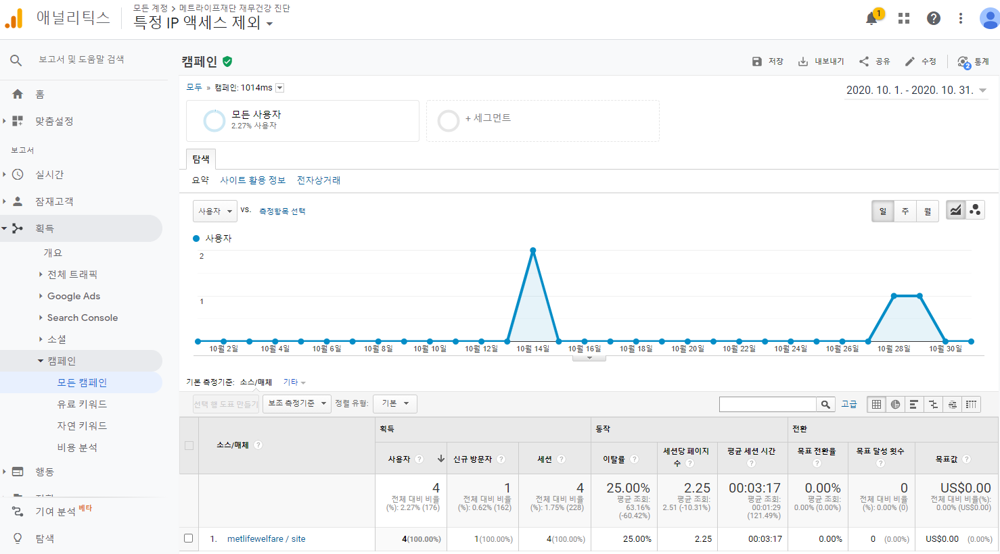 애널리틱스
모든 계정 > 메트라이프재단 재무건강 진단
특정 IP 액세스 제외
1
보고서 및 도움말 검색
홈
맞춤설정
보고서
실시간
잠재고객
획득
개요
전체 트래픽
Google Ads
Search Console
소셜
캠페인
모든 캠페인
유료 키워드
자연 키워드
비용 분석
행동
기여 분석 베타
탐색
캠페인
저장
내보내기
공유
수정
2
통계
모두 » 캠페인: 1014ms
2020. 10. 1. - 2020. 10. 31.
모든 사용자
2.27% 사용자
+ 세그먼트
탐색
요약 사이트 활용 정보 전자상거래
사용자 vs. 측정항목 선택
일 주 월
사용자
2
1
10월 2일 10월 4일 10월 6일 10월 8일 10월 10일 10월 12일 10월 14일 10월 16일 10월 18일 10월 20일 10월 22일 10월 24일 10월 26일 10월 28일 10월 30일
기본 측정기준: 소스/매체 기타
선택 행 도표 만들기 보조 측정기준 정렬 유형: 기본 고급
소스/매체 ?
획득 동작 전환
사용자 ? 신규 방문자 ? 세션 ? 이탈률 ? 세션당 페이지수 ? 평균 세션 시간 ? 목표 전환율 ? 목표 달성 횟수 ? 목표값 ?
4
전체 대비 비율
(%): 2.27% (176)
1
전체 대비 비율
(%): 0.62% (162)
4
전체 대비 비율
(%): 1.75% (228)
25.00%
평균 조회:
63.16%
(-60.42%)
2.25
평균 조회:
2.51 (-10.31%)
00:03:17
평균 조회:
00:01:29
(121.49%)
0.00%
평균 조회:
0.00% (0.00%)
0
전체 대비 비율
(%): 0.00% (0)
US$0.00
전체 대비 비율(%):
0.00% (US$0.00)
1. metlifewelfare / site 4(100.00%) 1(100.00%) 4(100.00%) 25.00% 2.25 00:03:17 0.00% 0 (0.00%) US$0.00 (0.00%)